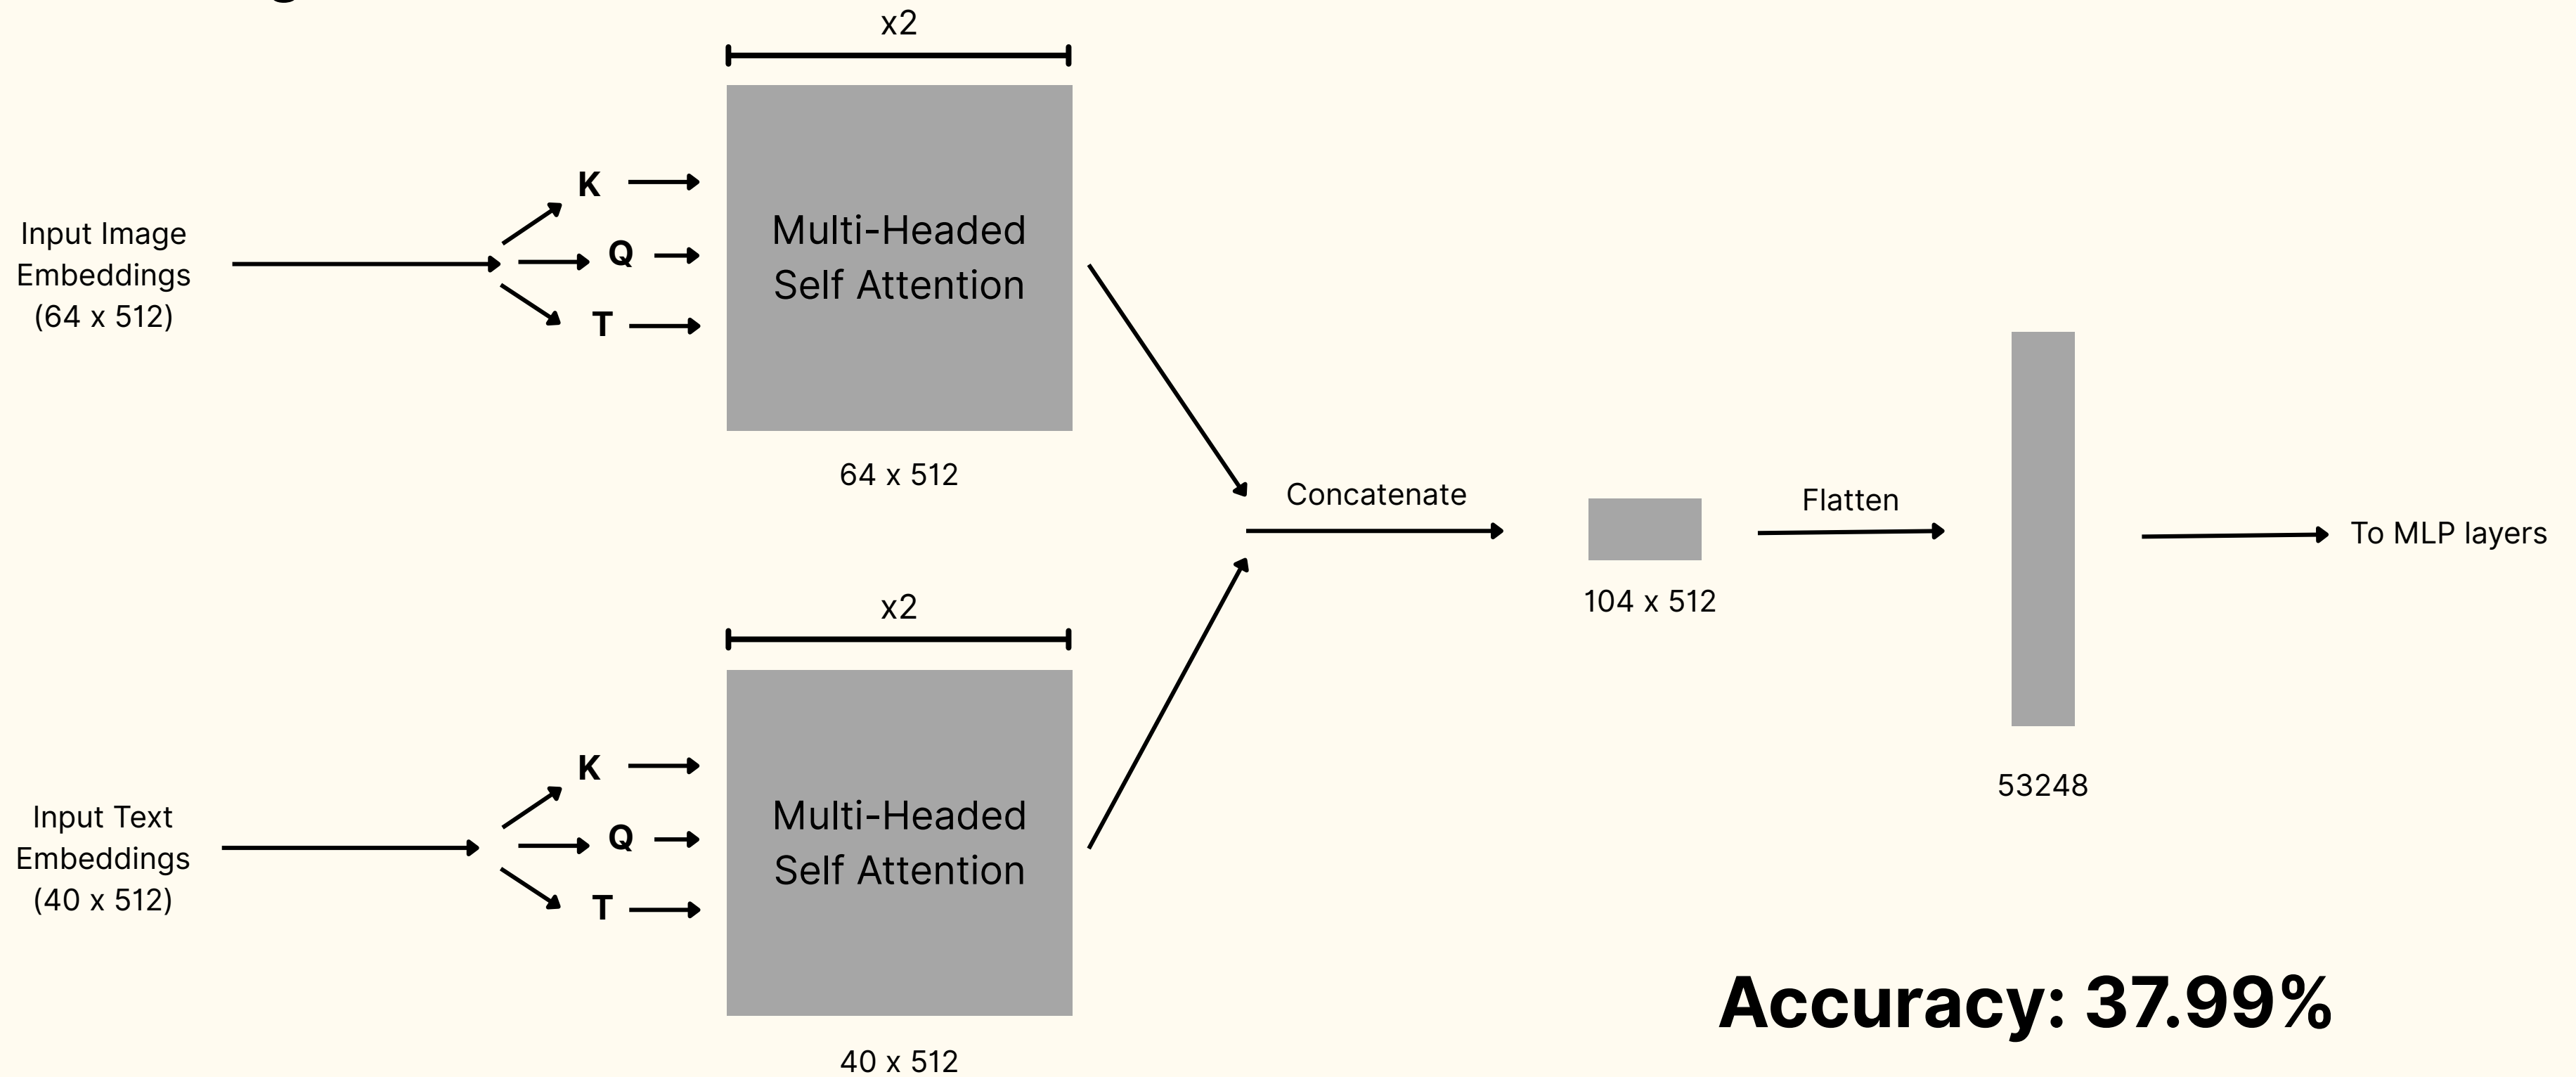 x2
K
Q
T
Input Image
Embeddings
(64 x 512)
Multi-Headed
Self Attention
64 x 512
x2
K
Q
T
Input Text
Embeddings
(40 x 512)
Multi-Headed
Self Attention
40 x 512
Concatenate
104 x 512
Flatten
53248
To MLP layers
Accuracy: 37.99%